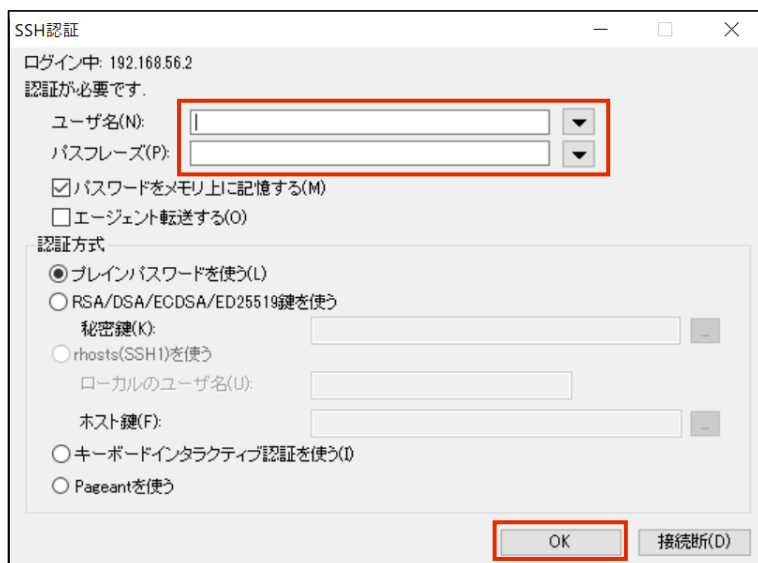 SSH認証
ログイン中: 192.168.56.2
認証が必要です.
ユーザ名(N):
パスフレーズ(P):
パスワードをメモリ上に記憶する(M)
エージェント転送する(O)
認証方式
プレインパスワードを使う(L)
RSA/DSA/ECDSA/ED25519鍵を使う
秘密鍵(K):
...
rhosts(SSH1)を使う
ローカルのユーザ名(U):
ホスト鍵(F):
...
キーボードインタラクティブ認証を使う(I)
Pageantを使う
OK 接続断(D)